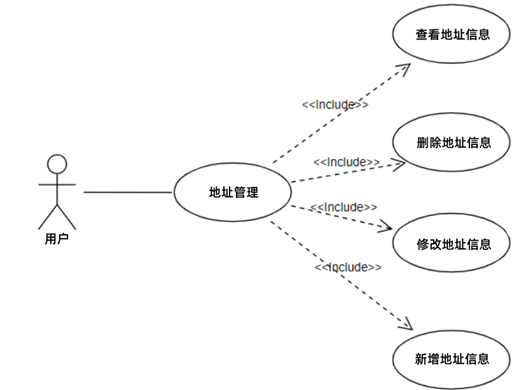 查看地址信息
<<Include>>
删除地址信息
<<Include>>
地址管理
<<Include>>
用户
修改地址信息
<<Include>>
新增地址信息